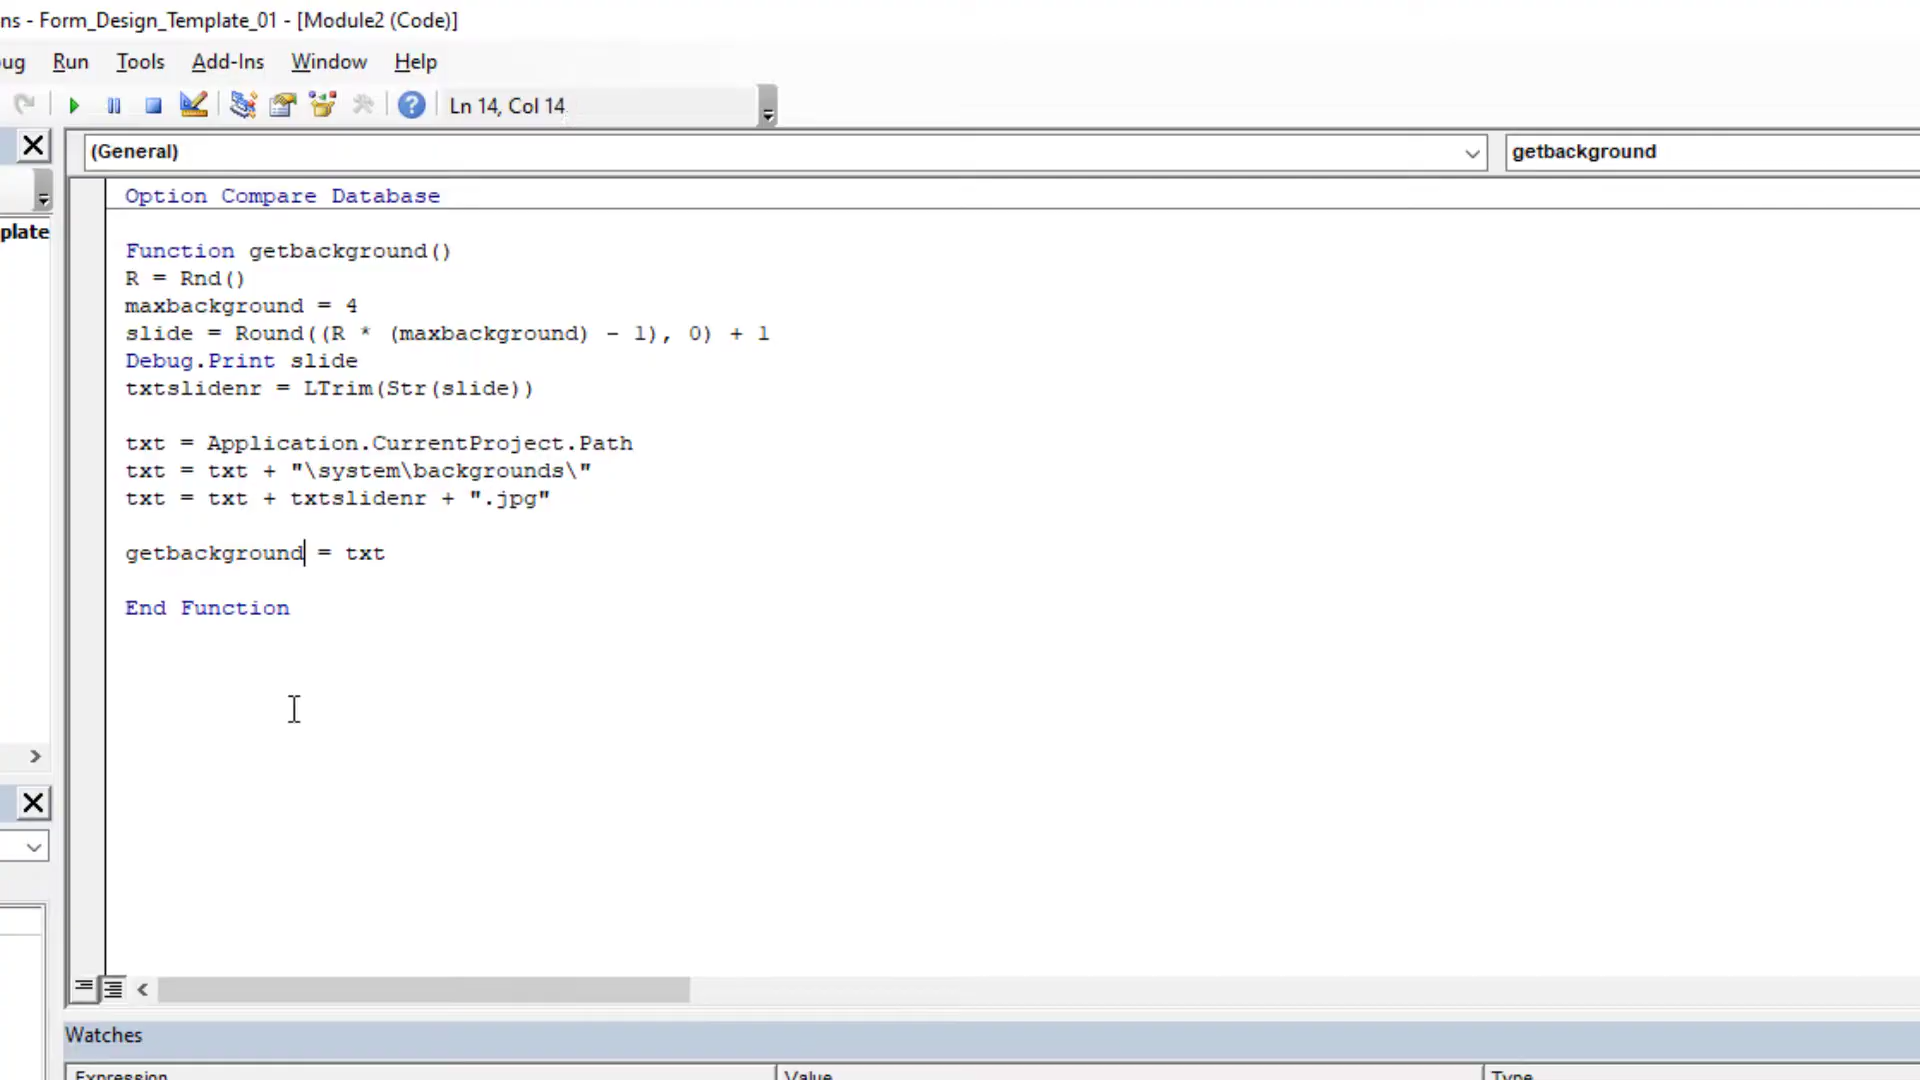 ns - Form_Design_Template_01 - [Module2 (Code)]
ug Run Tools Add-Ins Window Help
Ln 14, Col 14
(General) getbackground
plate
Option Compare Database
Function getbackground()
R = Rnd()
maxbackground = 4
slide = Round((R * (maxbackground) - 1), 0) + 1
Debug.Print slide
txtslidenr = LTrim(Str(slide))
txt = Application.CurrentProject.Path
txt = txt + "\system\backgrounds\"
txt = txt + txtslidenr + ".jpg"
getbackground = txt
End Function
Watches
Expression Value Type